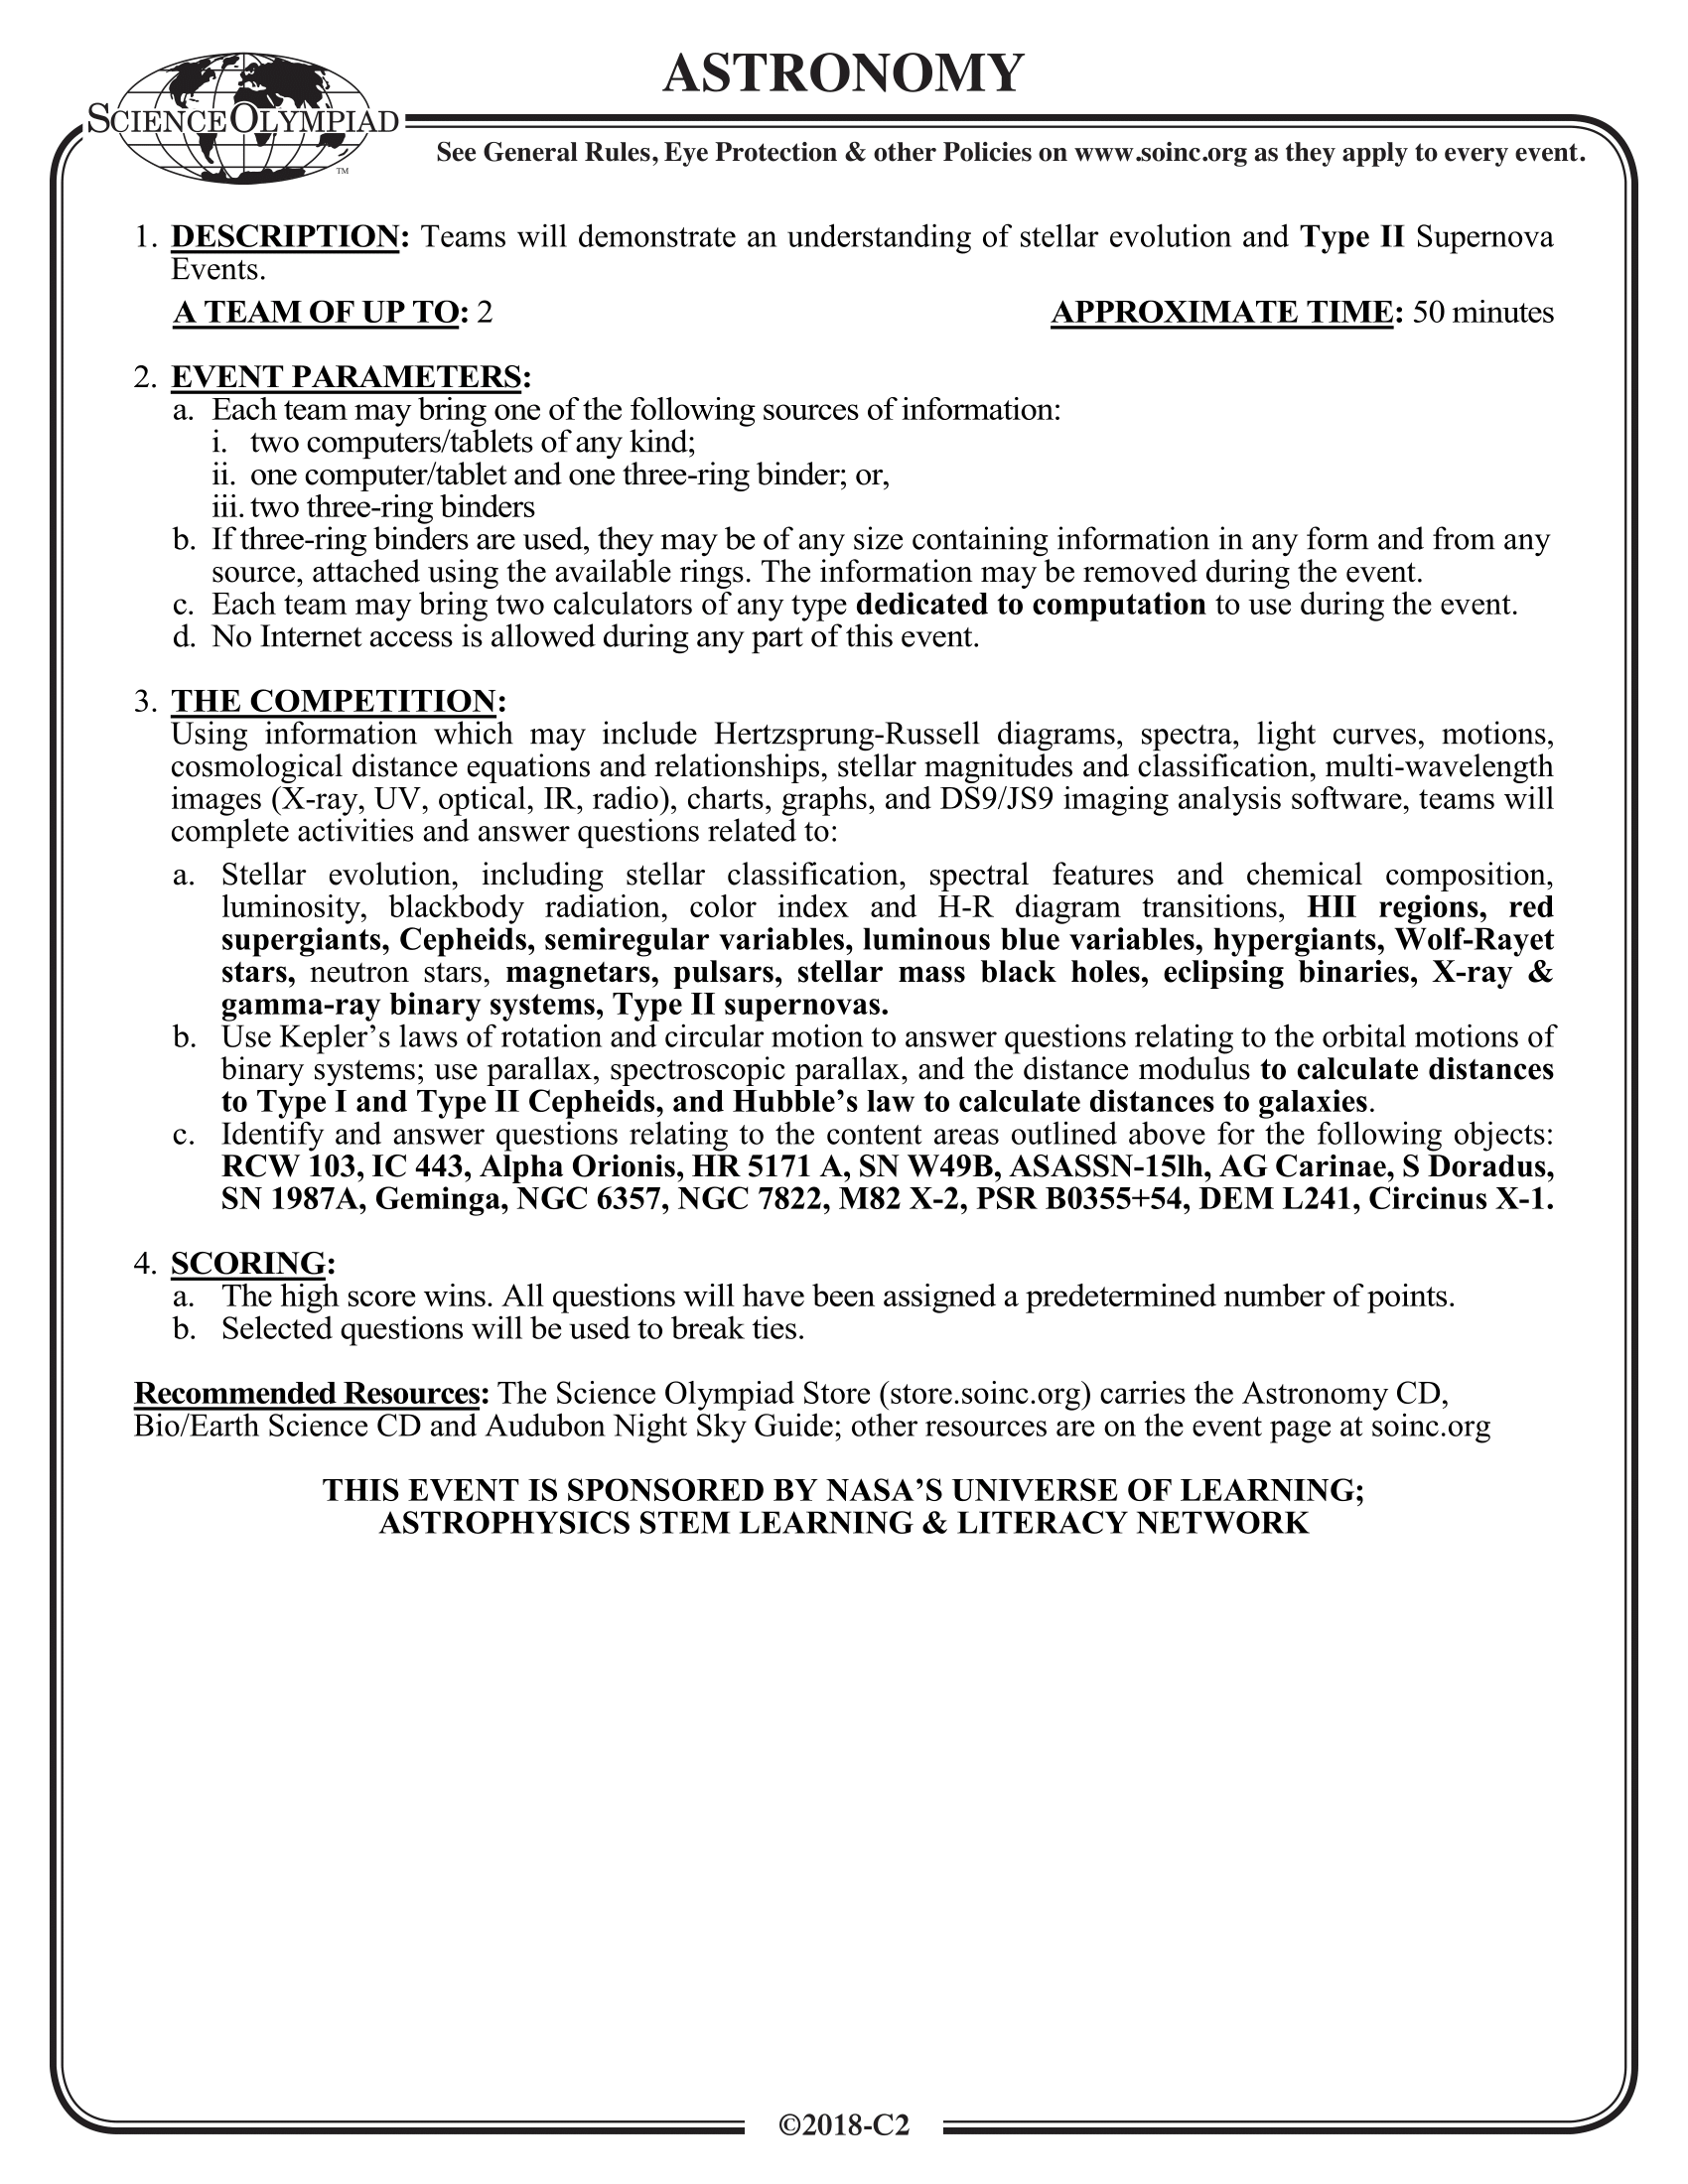 ASTRONOMY
SCIENCE OLYMPIAD
TM
See General Rules, Eye Protection & other Policies on www.soinc.org as they apply to every event.
1. DESCRIPTION: Teams will demonstrate an understanding of stellar evolution and Type II Supernova
Events.
A TEAM OF UP TO: 2 APPROXIMATE TIME: 50 minutes
2. EVENT PARAMETERS:
a. Each team may bring one of the following sources of information:
i. two computers/tablets of any kind;
ii. one computer/tablet and one three-ring binder; or,
iii. two three-ring binders
b. If three-ring binders are used, they may be of any size containing information in any form and from any
source, attached using the available rings. The information may be removed during the event.
c. Each team may bring two calculators of any type dedicated to computation to use during the event.
d. No Internet access is allowed during any part of this event.
3. THE COMPETITION:
Using information which may include Hertzsprung-Russell diagrams, spectra, light curves, motions,
cosmological distance equations and relationships, stellar magnitudes and classification, multi-wavelength
images (X-ray, UV, optical, IR, radio), charts, graphs, and DS9/JS9 imaging analysis software, teams will
complete activities and answer questions related to:
a. Stellar evolution, including stellar classification, spectral features and chemical composition,
luminosity, blackbody radiation, color index and H-R diagram transitions, HII regions, red
supergiants, Cepheids, semiregular variables, luminous blue variables, hypergiants, Wolf-Rayet
stars, neutron stars, magnetars, pulsars, stellar mass black holes, eclipsing binaries, X-ray &
gamma-ray binary systems, Type II supernovas.
b. Use Kepler’s laws of rotation and circular motion to answer questions relating to the orbital motions of
binary systems; use parallax, spectroscopic parallax, and the distance modulus to calculate distances
to Type I and Type II Cepheids, and Hubble’s law to calculate distances to galaxies.
c. Identify and answer questions relating to the content areas outlined above for the following objects:
RCW 103, IC 443, Alpha Orionis, HR 5171 A, SN W49B, ASASSN-15lh, AG Carinae, S Doradus,
SN 1987A, Geminga, NGC 6357, NGC 7822, M82 X-2, PSR B0355+54, DEM L241, Circinus X-1.
4. SCORING:
a. The high score wins. All questions will have been assigned a predetermined number of points.
b. Selected questions will be used to break ties.
Recommended Resources: The Science Olympiad Store (store.soinc.org) carries the Astronomy CD,
Bio/Earth Science CD and Audubon Night Sky Guide; other resources are on the event page at soinc.org
THIS EVENT IS SPONSORED BY NASA’S UNIVERSE OF LEARNING;
ASTROPHYSICS STEM LEARNING & LITERACY NETWORK
©2018-C2